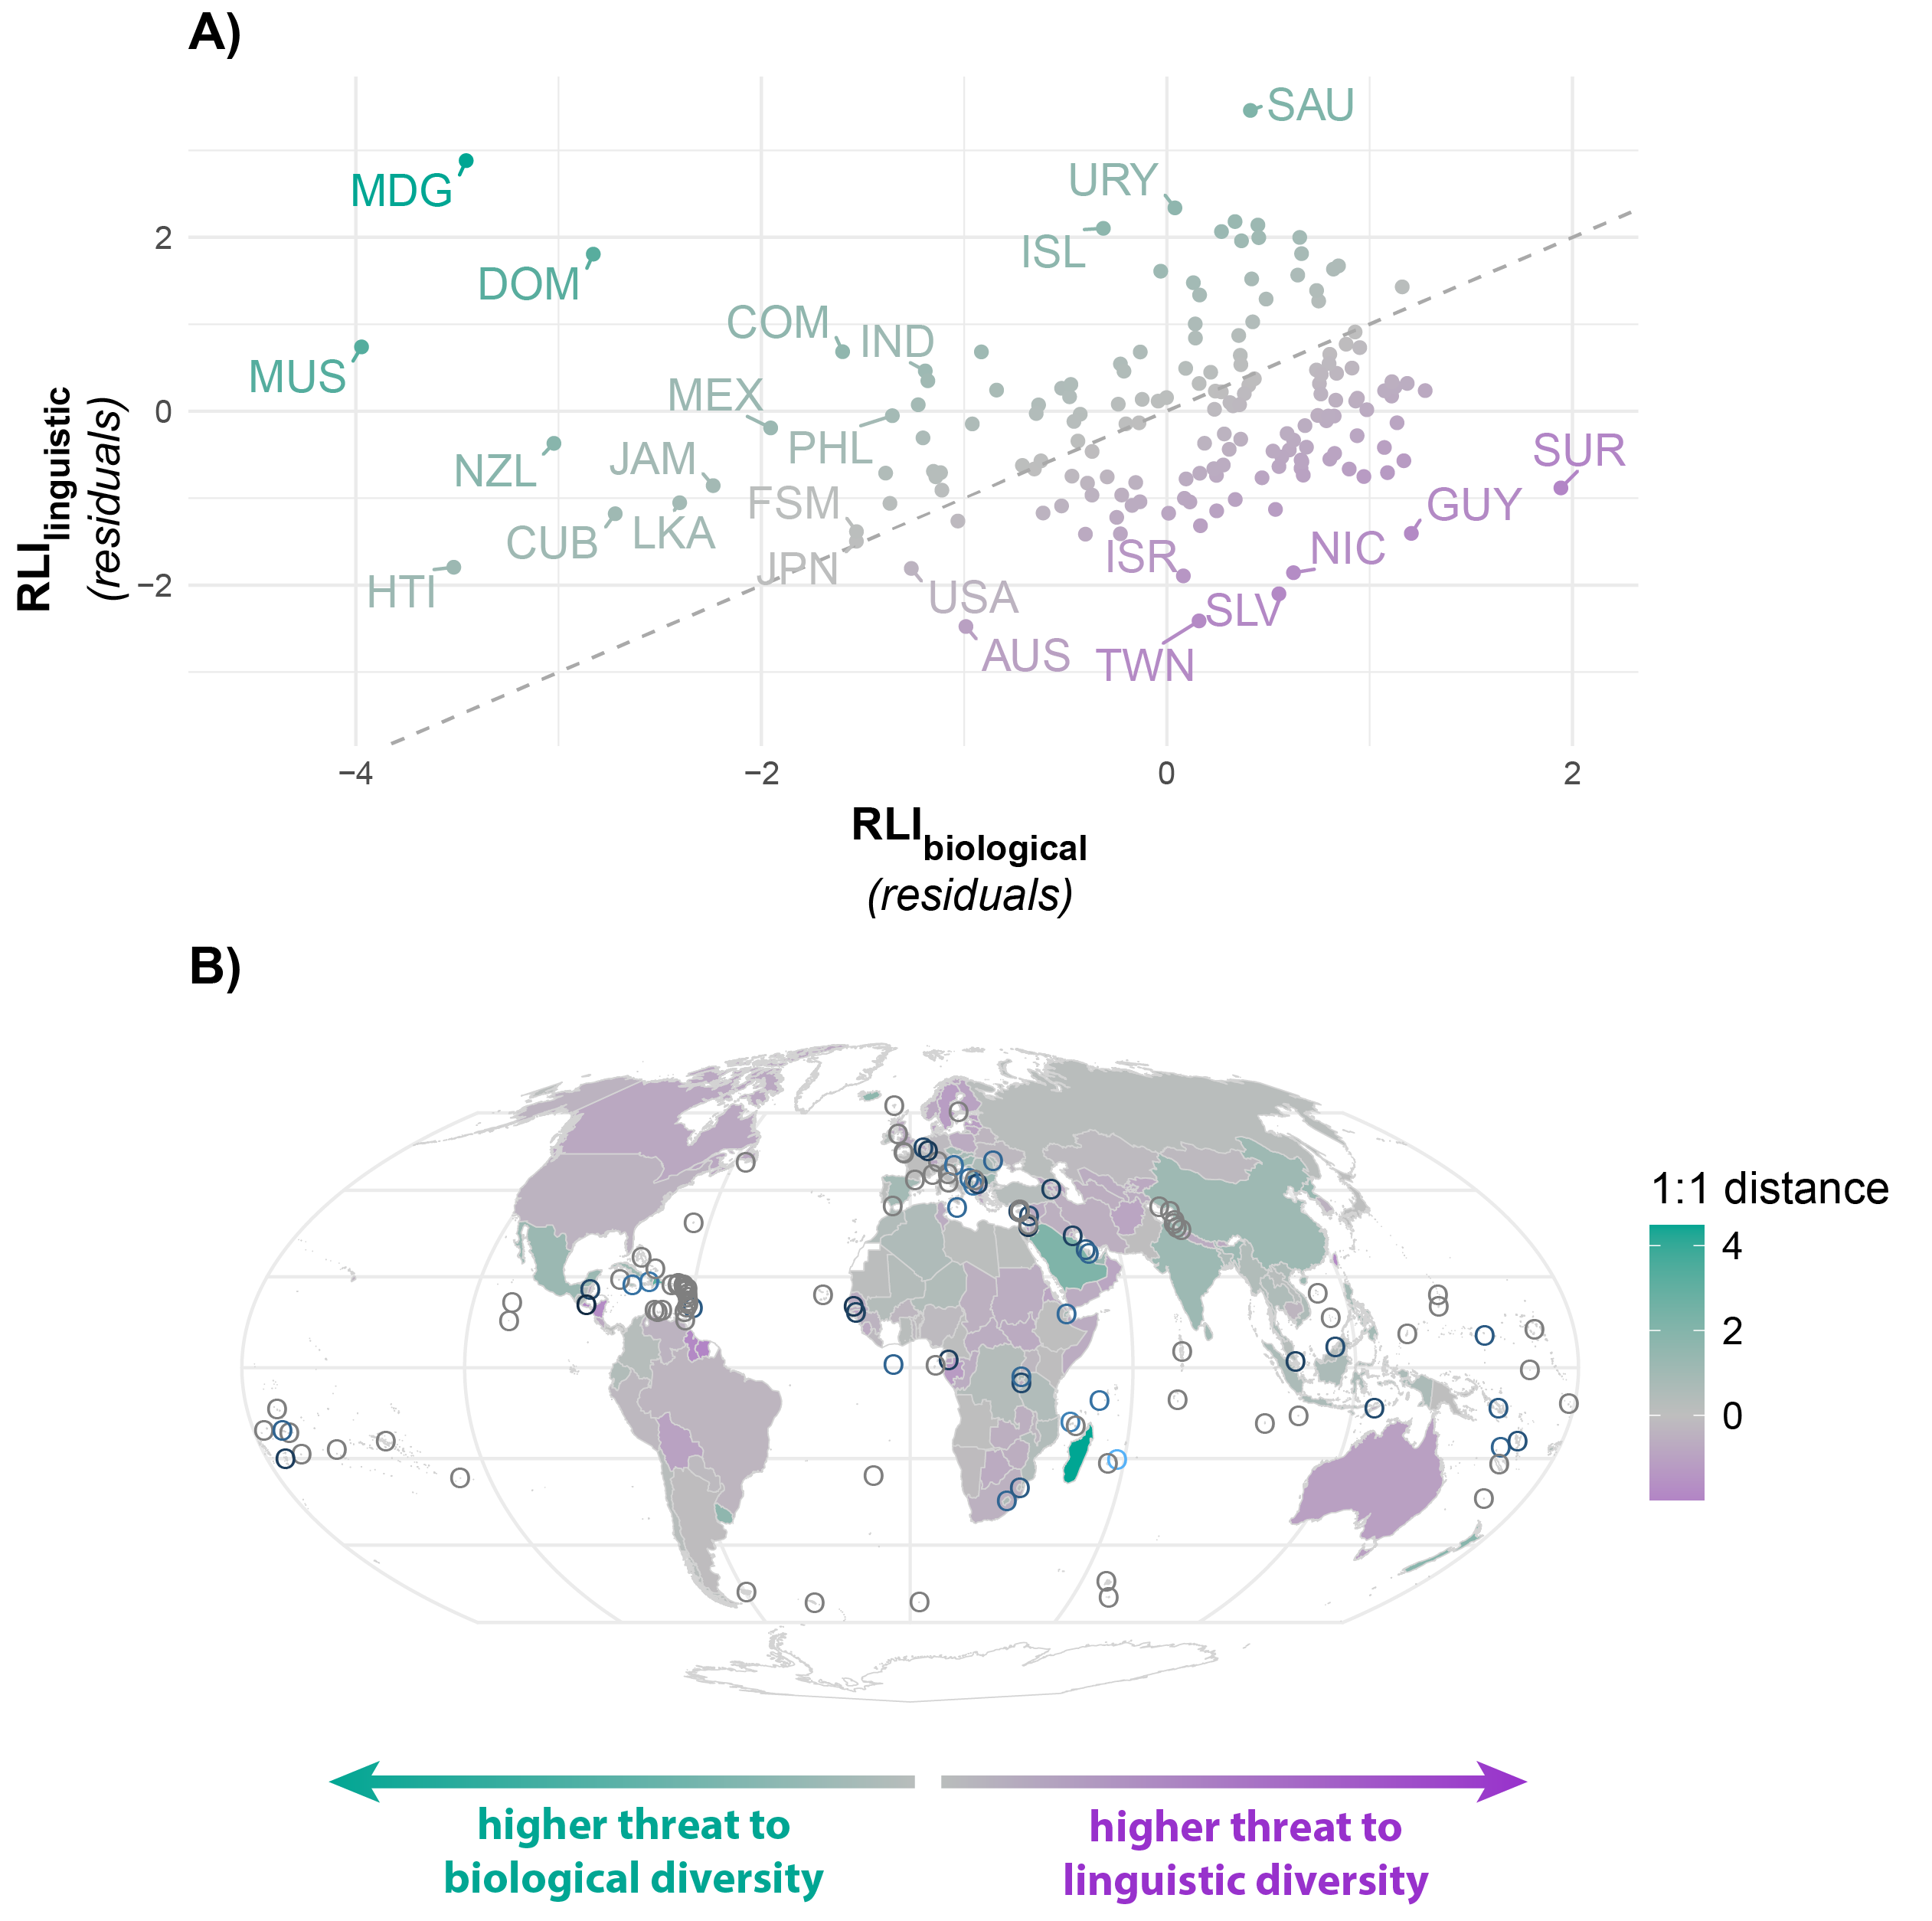 A)
SAU
MDG
URY
ISL
2
DOM
COM
IND
MUS
MEX
0
PHL
JAM
NZL
SUR
FSM
GUY
CUB
LKA
NIC
ISR
JPN
HTI
−2
USA
SLV
AUS
TWN
RLI linguistic
(residuals)
−4
−2
0
2
RLI biological
(residuals)
B)
1:1 distance
4
2
0
higher threat to
biological diversity
higher threat to
linguistic diversity